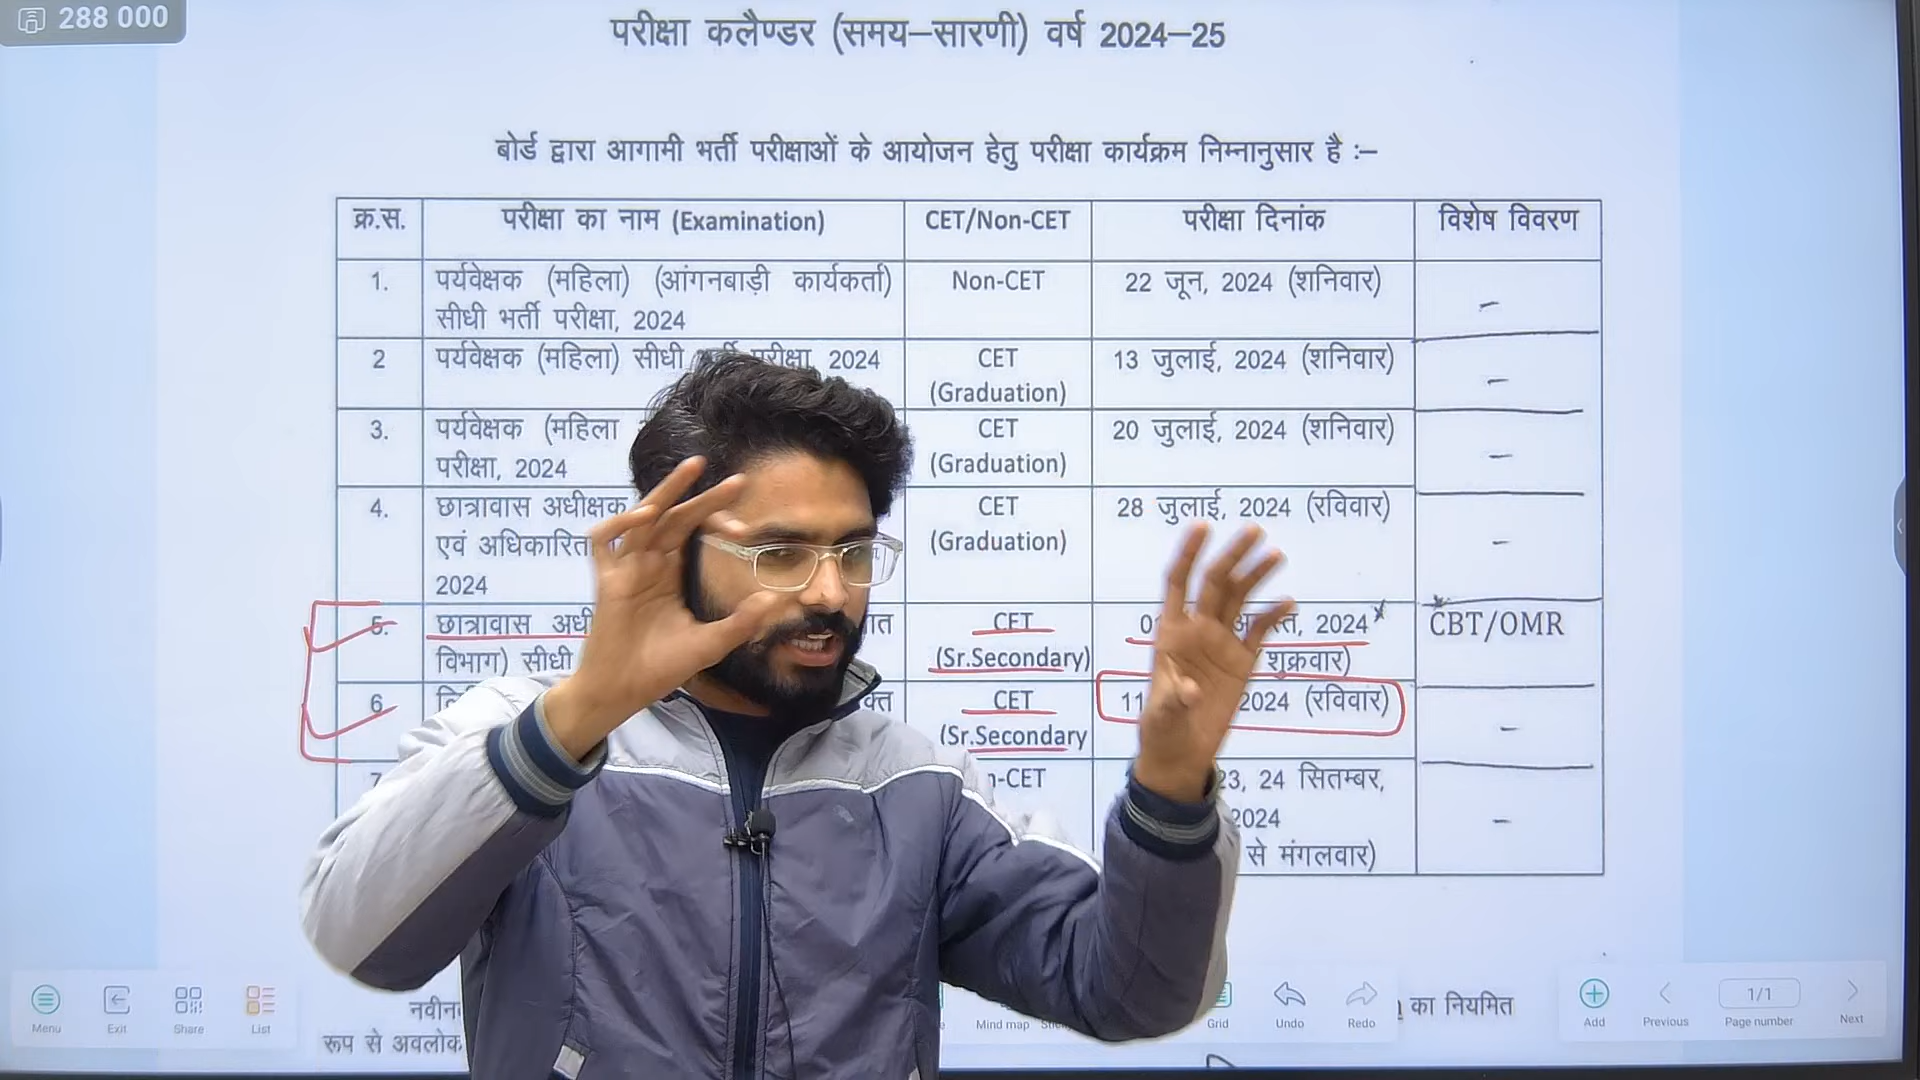 288 000
परीक्षा कलैण्डर (समय–सारणी) वर्ष 2024–25
बोर्ड द्वारा आगामी भर्ती परीक्षाओं के आयोजन हेतु परीक्षा कार्यक्रम निम्नानुसार है :–
क्र.स. परीक्षा का नाम (Examination) CET/Non-CET परीक्षा दिनांक विशेष विवरण
1. पर्यवेक्षक (महिला) (आंगनबाड़ी कार्यकर्ता) Non-CET 22 जून, 2024 (शनिवार) –
सीधी भर्ती परीक्षा, 2024
2 पर्यवेक्षक (महिला) सीधी भर्ती परीक्षा, 2024 CET 13 जुलाई, 2024 (शनिवार) –
(Graduation)
3. पर्यवेक्षक (महिला CET 20 जुलाई, 2024 (शनिवार) –
परीक्षा, 2024 (Graduation)
4. छात्रावास अधीक्षक CET 28 जुलाई, 2024 (रविवार) –
एवं अधिकारिता (Graduation)
2024
5. छात्रावास CET 2024 CBT/OMR
विभाग) सीधी (Sr.Secondary) शुक्रवार)
6 CET 11 2024 (रविवार) –
(Sr.Secondary
23, 24 सितम्बर, –
2024
से मंगलवार)
का नियमित
रूप से
Menu Exit Share List Mind map Grid Undo Redo Add Previous 1/1 Page number Next